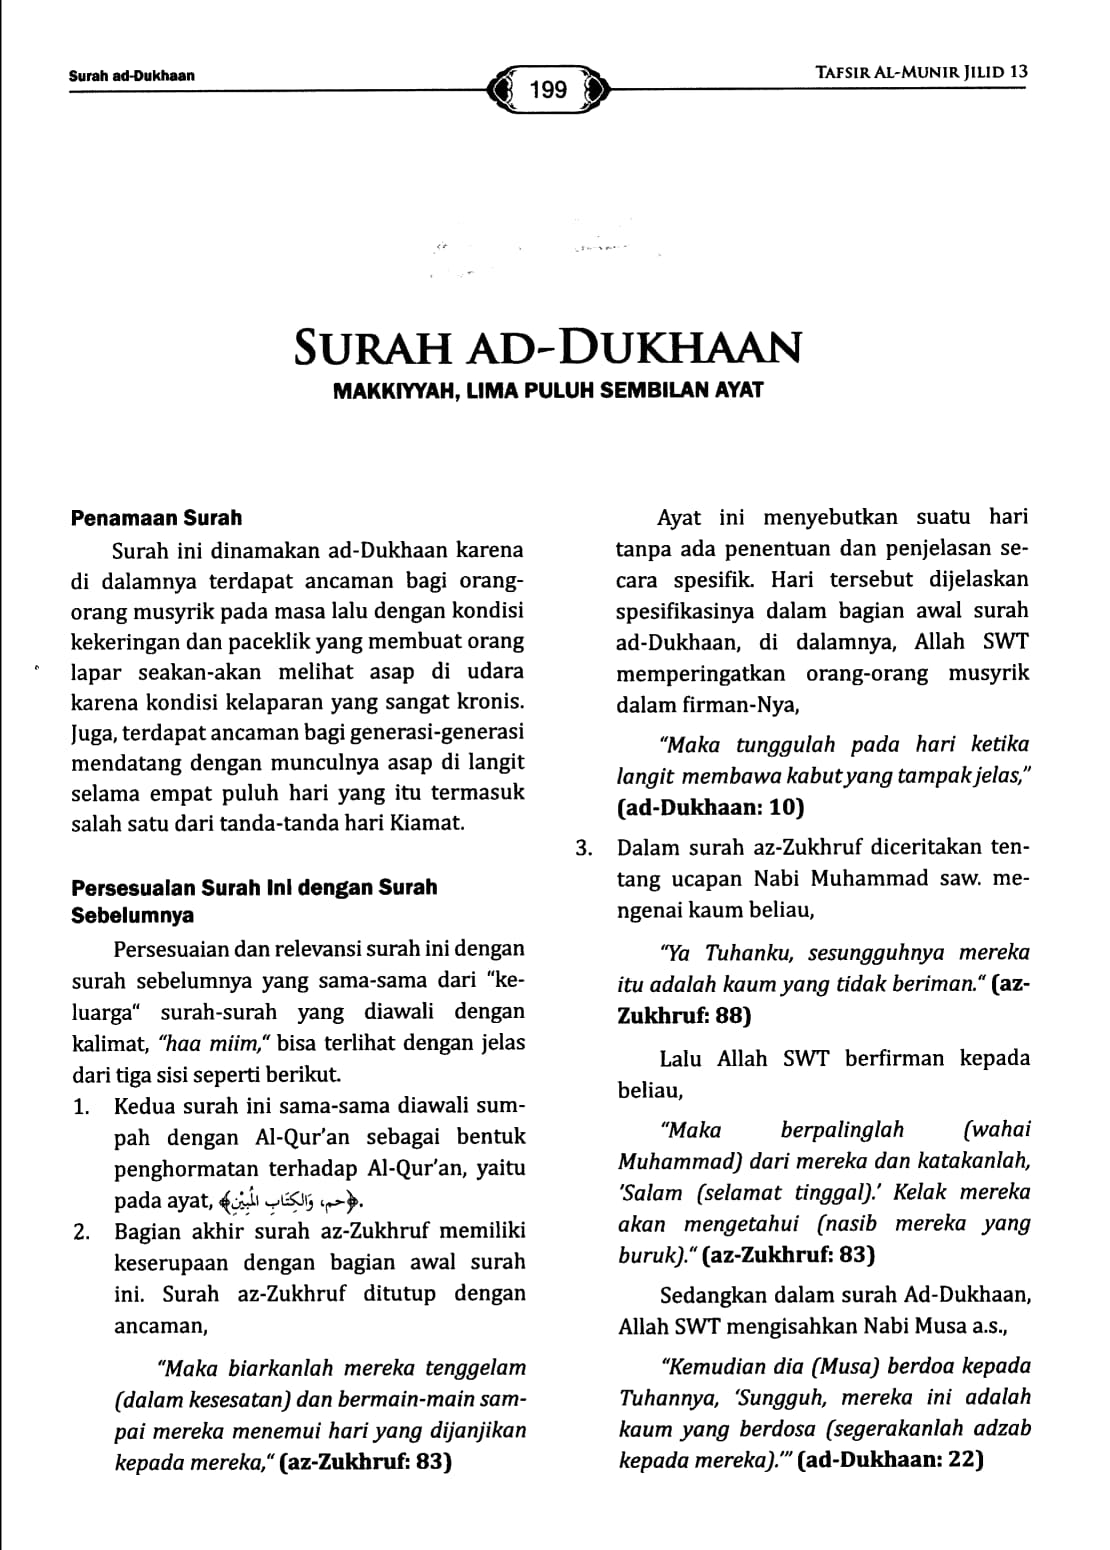 Surah ad-Dukhaan
199
TAFSIR AL-MUNIR JILID 13
SURAH AD-DUKHAAN
MAKKIYYAH, LIMA PULUH SEMBILAN AYAT
Penamaan Surah
Surah ini dinamakan ad-Dukhaan karena
di dalamnya terdapat ancaman bagi orang-
orang musyrik pada masa lalu dengan kondisi
kekeringan dan paceklik yang membuat orang
lapar seakan-akan melihat asap di udara
karena kondisi kelaparan yang sangat kronis.
Juga, terdapat ancaman bagi generasi-generasi
mendatang dengan munculnya asap di langit
selama empat puluh hari yang itu termasuk
salah satu dari tanda-tanda hari Kiamat.
Persesuaian Surah Ini dengan Surah
Sebelumnya
Persesuaian dan relevansi surah ini dengan
surah sebelumnya yang sama-sama dari “ke-
luarga“ surah-surah yang diawali dengan
kalimat, “haa miim,“ bisa terlihat dengan jelas
dari tiga sisi seperti berikut.
1. Kedua surah ini sama-sama diawali sum-
pah dengan Al-Qur’an sebagai bentuk
penghormatan terhadap Al-Qur’an, yaitu
pada ayat, ﴿حم، وَالكِتَابِ المُبِيْنِ﴾.
2. Bagian akhir surah az-Zukhruf memiliki
keserupaan dengan bagian awal surah
ini. Surah az-Zukhruf ditutup dengan
ancaman,
“Maka biarkanlah mereka tenggelam
(dalam kesesatan) dan bermain-main sam-
pai mereka menemui hari yang dijanjikan
kepada mereka,“ (az-Zukhruf: 83)
Ayat ini menyebutkan suatu hari
tanpa ada penentuan dan penjelasan se-
cara spesifik. Hari tersebut dijelaskan
spesifikasinya dalam bagian awal surah
ad-Dukhaan, di dalamnya, Allah SWT
memperingatkan orang-orang musyrik
dalam firman-Nya,
“Maka tunggulah pada hari ketika
langit membawa kabut yang tampak jelas,”
(ad-Dukhaan: 10)
3. Dalam surah az-Zukhruf diceritakan ten-
tang ucapan Nabi Muhammad saw. me-
ngenai kaum beliau,
“Ya Tuhanku, sesungguhnya mereka
itu adalah kaum yang tidak beriman.“ (az-
Zukhruf: 88)
Lalu Allah SWT berfirman kepada
beliau,
“Maka berpalinglah (wahai
Muhammad) dari mereka dan katakanlah,
‘Salam (selamat tinggal).’ Kelak mereka
akan mengetahui (nasib mereka yang
buruk).“ (az-Zukhruf: 83)
Sedangkan dalam surah Ad-Dukhaan,
Allah SWT mengisahkan Nabi Musa a.s.,
“Kemudian dia (Musa) berdoa kepada
Tuhannya, ‘Sungguh, mereka ini adalah
kaum yang berdosa (segerakanlah adzab
kepada mereka).’” (ad-Dukhaan: 22)